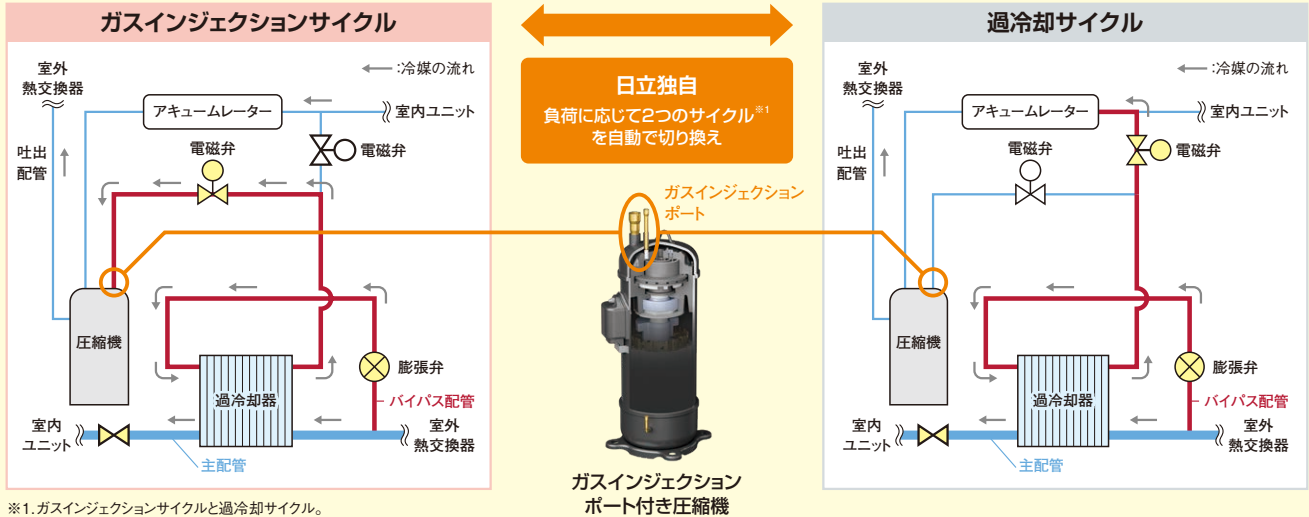 ガスインジェクションサイクル
室外
熱交換器
←:冷媒の流れ
アキュームレーター
室内ユニット
吐出
配管
電磁弁
電磁弁
圧縮機
過冷却器
膨張弁
バイパス配管
室内
ユニット
主配管
室外
熱交換器
日立独自
負荷に応じて2つのサイクル※1
を自動で切り換え
ガスインジェクション
ポート
ガスインジェクション
ポート付き圧縮機
過冷却サイクル
室外
熱交換器
←:冷媒の流れ
アキュームレーター
室内ユニット
吐出
配管
電磁弁
電磁弁
圧縮機
過冷却器
膨張弁
バイパス配管
室内
ユニット
主配管
室外
熱交換器
※1.ガスインジェクションサイクルと過冷却サイクル。